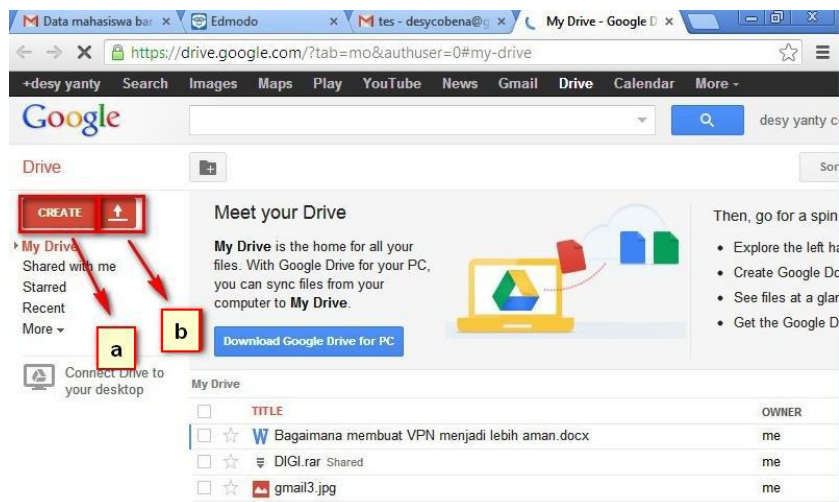 Data mahasiswa bar × Edmodo × tes - desycobena@g × My Drive - Google D ×
https://drive.google.com/?tab=mo&authuser=0#my-drive
+desy yanty Search Images Maps Play YouTube News Gmail Drive Calendar More
Google desy yanty c
Drive Sor
CREATE
My Drive
Shared with me
Starred
Recent
More
a
b
Connect Drive to
your desktop
Meet your Drive
My Drive is the home for all your
files. With Google Drive for your PC,
you can sync files from your
computer to My Drive.
Download Google Drive for PC
Then, go for a spin
• Explore the left ha
• Create Google Do
• See files at a glar
• Get the Google D
My Drive
TITLE OWNER
W Bagaimana membuat VPN menjadi lebih aman.docx me
DIGI.rar Shared me
gmail3.jpg me